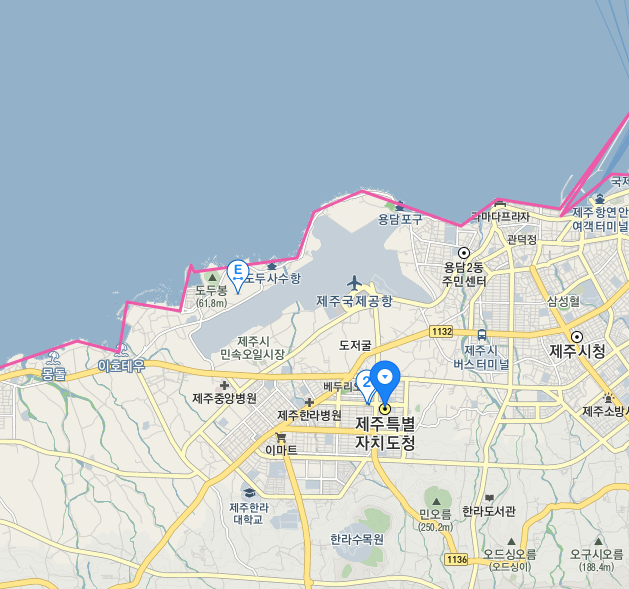 국제
제주항연안
여객터미널
용담포구
라마다프라자
관덕정
용담2동
주민센터
E
도두사수항
도두봉
(61.8m)
제주국제공항
삼성혈
1132
제주시
민속오일시장
도저굴
제주시
버스터미널
제주시청
이호테우
몽돌
베두리오
2
제주중앙병원
제주한라병원
제주특별
자치도청
제주소방서
이마트
제주한라
대학교
민오름
(250.2m)
한라도서관
한라수목원
1136
오드싱오름
(오드싱이)
오구시오름
(188.4m)